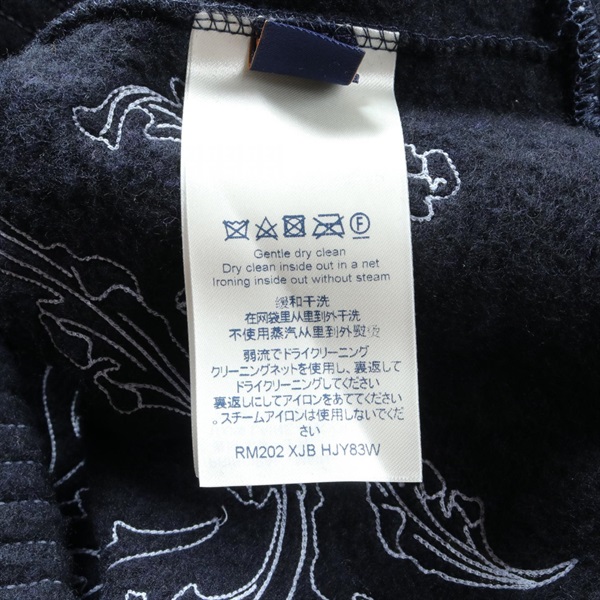 F
Gentle dry clean
Dry clean inside out in a net
Ironing inside out without steam
缓和干洗
在网袋里从里到外干洗
不使用蒸汽从里到外熨烫
弱流でドライクリーニング
クリーニングネットを使用し、裏返して
ドライクリーニングしてください
裏返しにしてアイロンをあててくださ
。スチームアイロンは使用しないでくだ
さい
RM202 XJB HJY83W